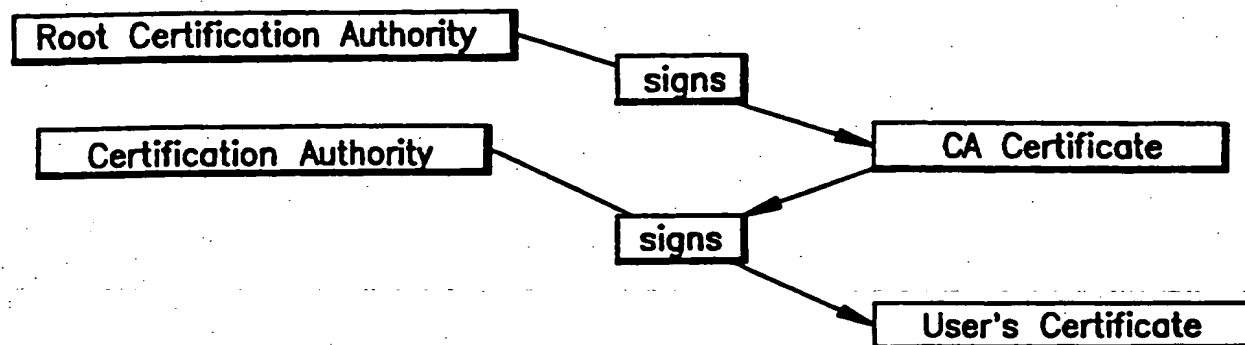 Root Certification Authority
signs
Certification Authority
CA Certificate
signs
User's Certificate